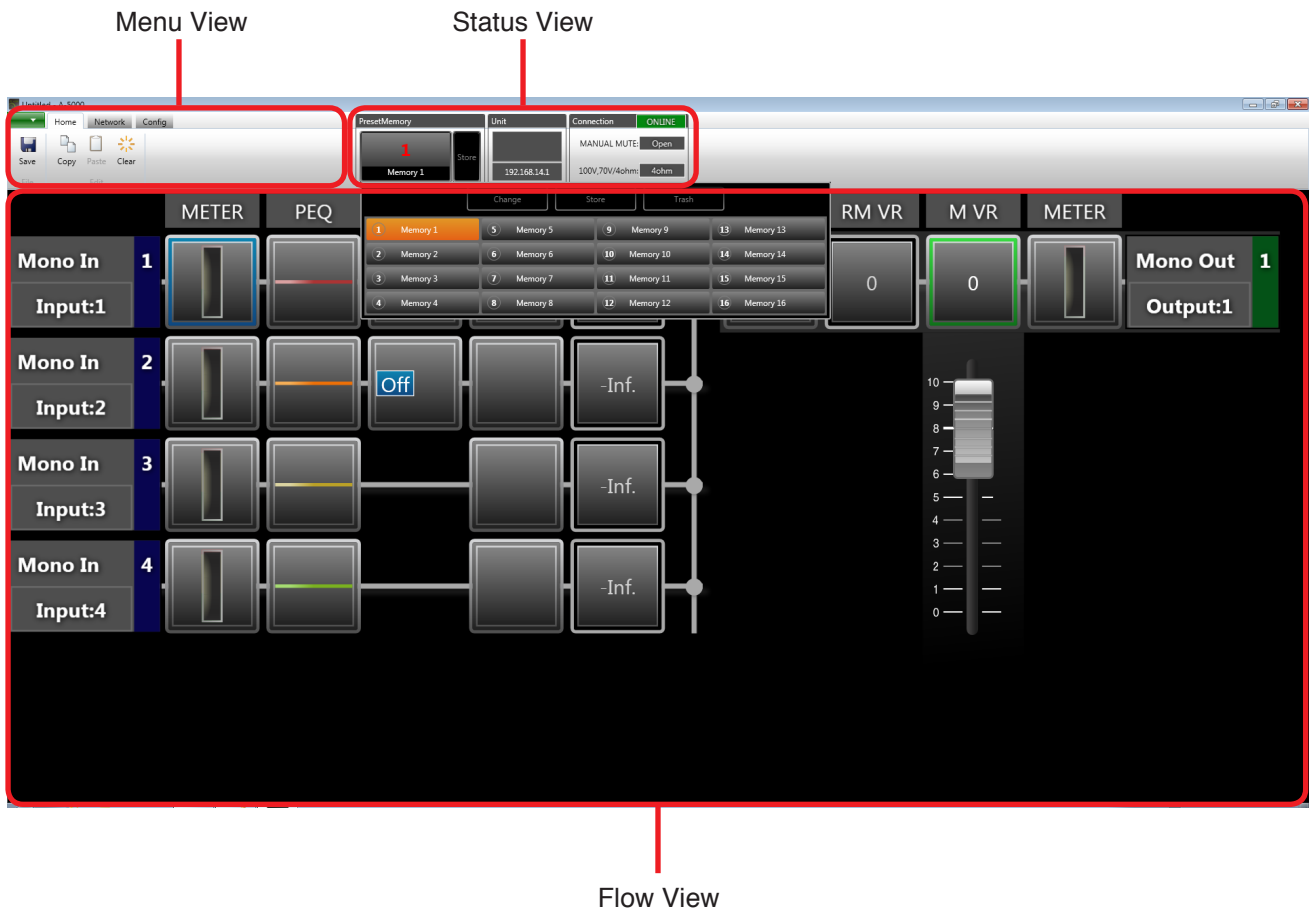 Menu View
Status View
Untitled - A-5000
Home Network Config
Save Copy Paste Clear
File Edit
PresetMemory Unit Connection ONLINE
1 Store
Memory 1
192.168.14.1
MANUAL MUTE: Open
100V,70V/4ohm: 4ohm
Change Store Trash
1 Memory 1 5 Memory 5 9 Memory 9 13 Memory 13
2 Memory 2 6 Memory 6 10 Memory 10 14 Memory 14
3 Memory 3 7 Memory 7 11 Memory 11 15 Memory 15
4 Memory 4 8 Memory 8 12 Memory 12 16 Memory 16
METER PEQ RM VR M VR METER
Mono In 1
Input:1
0 0
Mono Out 1
Output:1
Mono In 2
Input:2
Off -Inf.
Mono In 3
Input:3
-Inf.
Mono In 4
Input:4
-Inf.
10
9
8
7
6
5
4
3
2
1
0
Flow View